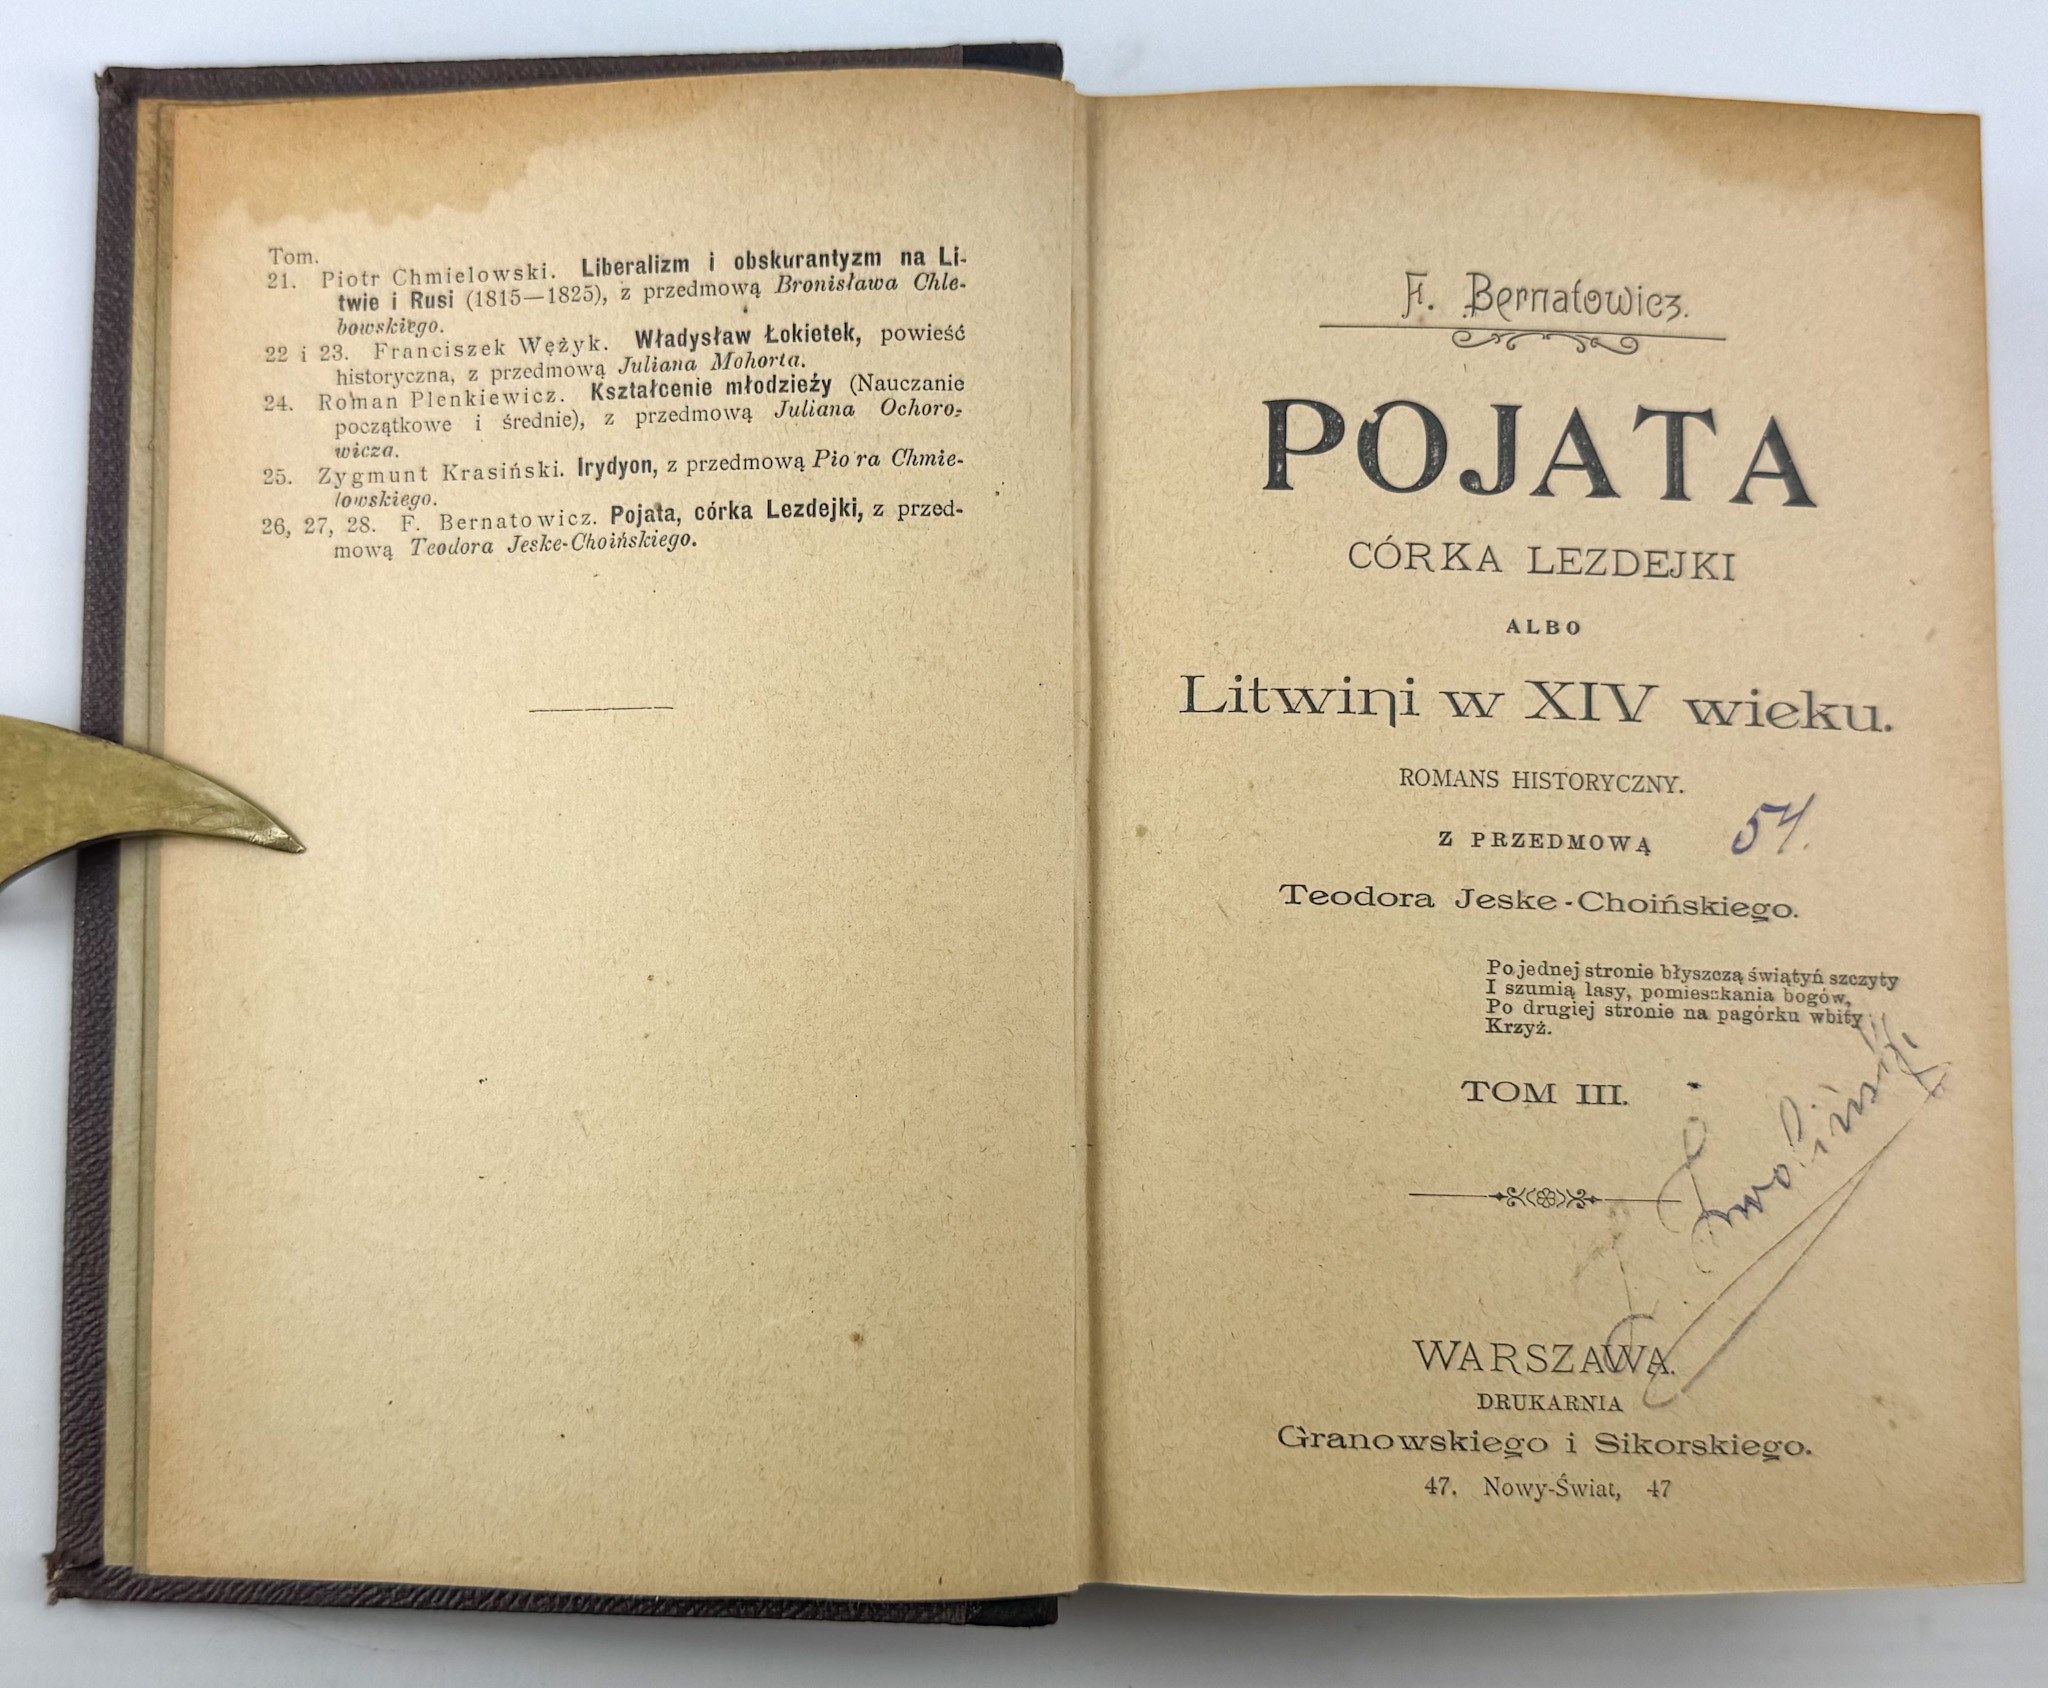 Tom.
21. Piotr Chmielowski. Liberalizm i obskurantyzm na Li-
twie i Rusi (1815—1825), z przedmową Bronisława Chle-
bowskiego.
22 i 23. Franciszek Wężyk. Władysław Łokietek, powieść
historyczna, z przedmową Juliana Mohorta.
24. Roman Plenkiewicz. Kształcenie młodzieży (Nauczanie
początkowe i średnie), z przedmową Juliana Ochoro-
wicza.
25. Zygmunt Krasiński. Irydyon, z przedmową Pio ra Chmie-
lowskiego.
26, 27, 28. F. Bernatowicz. Pojata, córka Lezdejki, z przed-
mową Teodora Jeske-Choińskiego.
F. Bernatowicz.
POJATA
CÓRKA LEZDEJKI
ALBO
Litwini w XIV wieku.
ROMANS HISTORYCZNY.
Z PRZEDMOWĄ
54.
Teodora Jeske-Choińskiego.
Po jednej stronie błyszczą świątyń szczyty
I szumią lasy, pomieszkania bogów,
Po drugiej stronie na pagórku wbity
Krzyż.
TOM III.
WARSZAWA.
DRUKARNIA
Granowskiego i Sikorskiego.
47. Nowy-Świat, 47